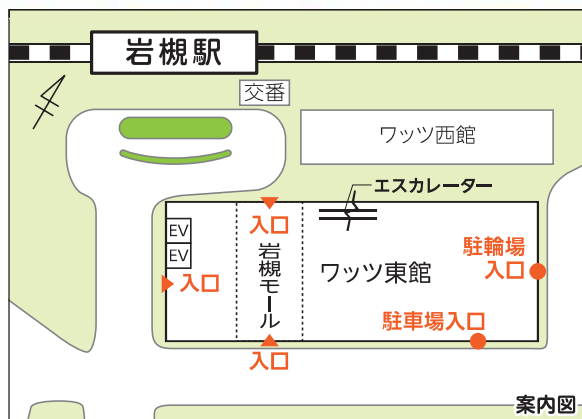 岩槻駅
交番
ワッツ西館
エスカレーター
入口
EV
EV
岩槻モール
ワッツ東館
駐輪場
入口
入口
駐車場入口
入口
案内図